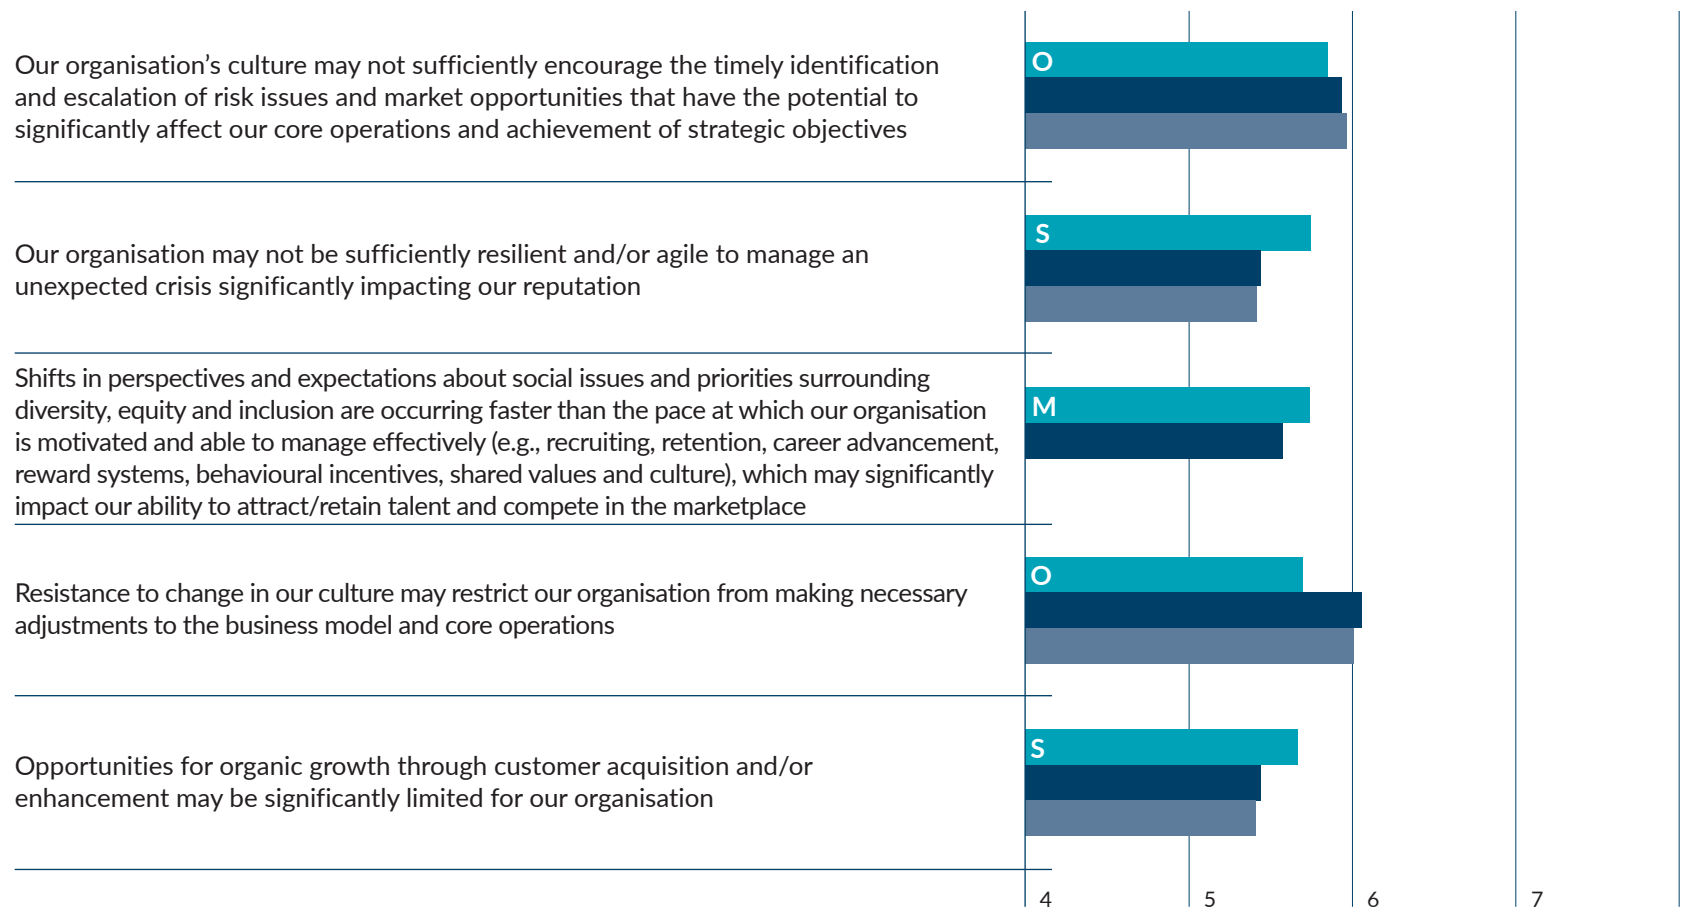 Our organisation’s culture may not sufficiently encourage the timely identification
and escalation of risk issues and market opportunities that have the potential to
significantly affect our core operations and achievement of strategic objectives
O
Our organisation may not be sufficiently resilient and/or agile to manage an
unexpected crisis significantly impacting our reputation
S
Shifts in perspectives and expectations about social issues and priorities surrounding
diversity, equity and inclusion are occurring faster than the pace at which our organisation
is motivated and able to manage effectively (e.g., recruiting, retention, career advancement,
reward systems, behavioural incentives, shared values and culture), which may significantly
impact our ability to attract/retain talent and compete in the marketplace
M
Resistance to change in our culture may restrict our organisation from making necessary
adjustments to the business model and core operations
O
Opportunities for organic growth through customer acquisition and/or
enhancement may be significantly limited for our organisation
S
4 5 6 7